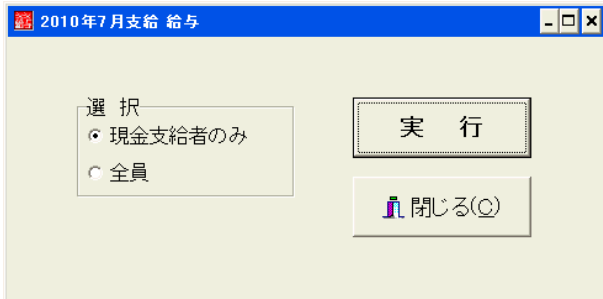 2010年7月支給 給与
選 択
現金支給者のみ
全員
実 行
閉じる(C)